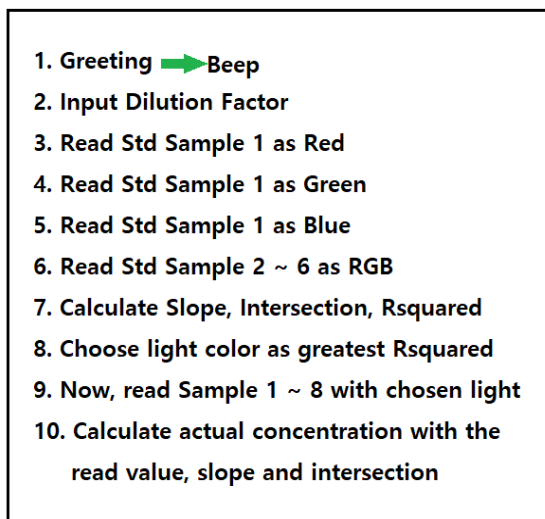 1. Greeting Beep
2. Input Dilution Factor
3. Read Std Sample 1 as Red
4. Read Std Sample 1 as Green
5. Read Std Sample 1 as Blue
6. Read Std Sample 2 ~ 6 as RGB
7. Calculate Slope, Intersection, Rsquared
8. Choose light color as greatest Rsquared
9. Now, read Sample 1 ~ 8 with chosen light
10. Calculate actual concentration with the
read value, slope and intersection